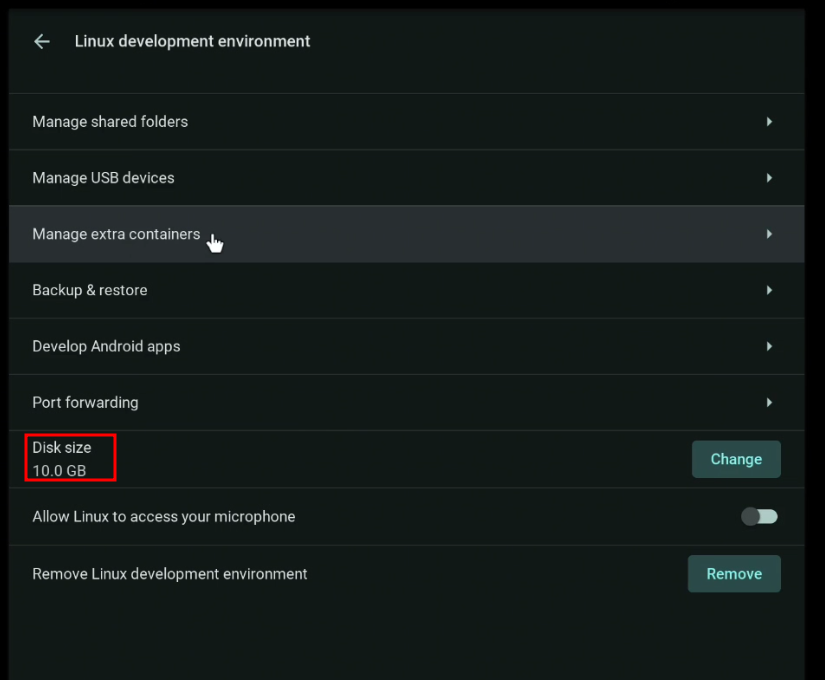 Linux development environment
Manage shared folders
Manage USB devices
Manage extra containers
Backup & restore
Develop Android apps
Port forwarding
Disk size
10.0 GB
Change
Allow Linux to access your microphone
Remove Linux development environment
Remove